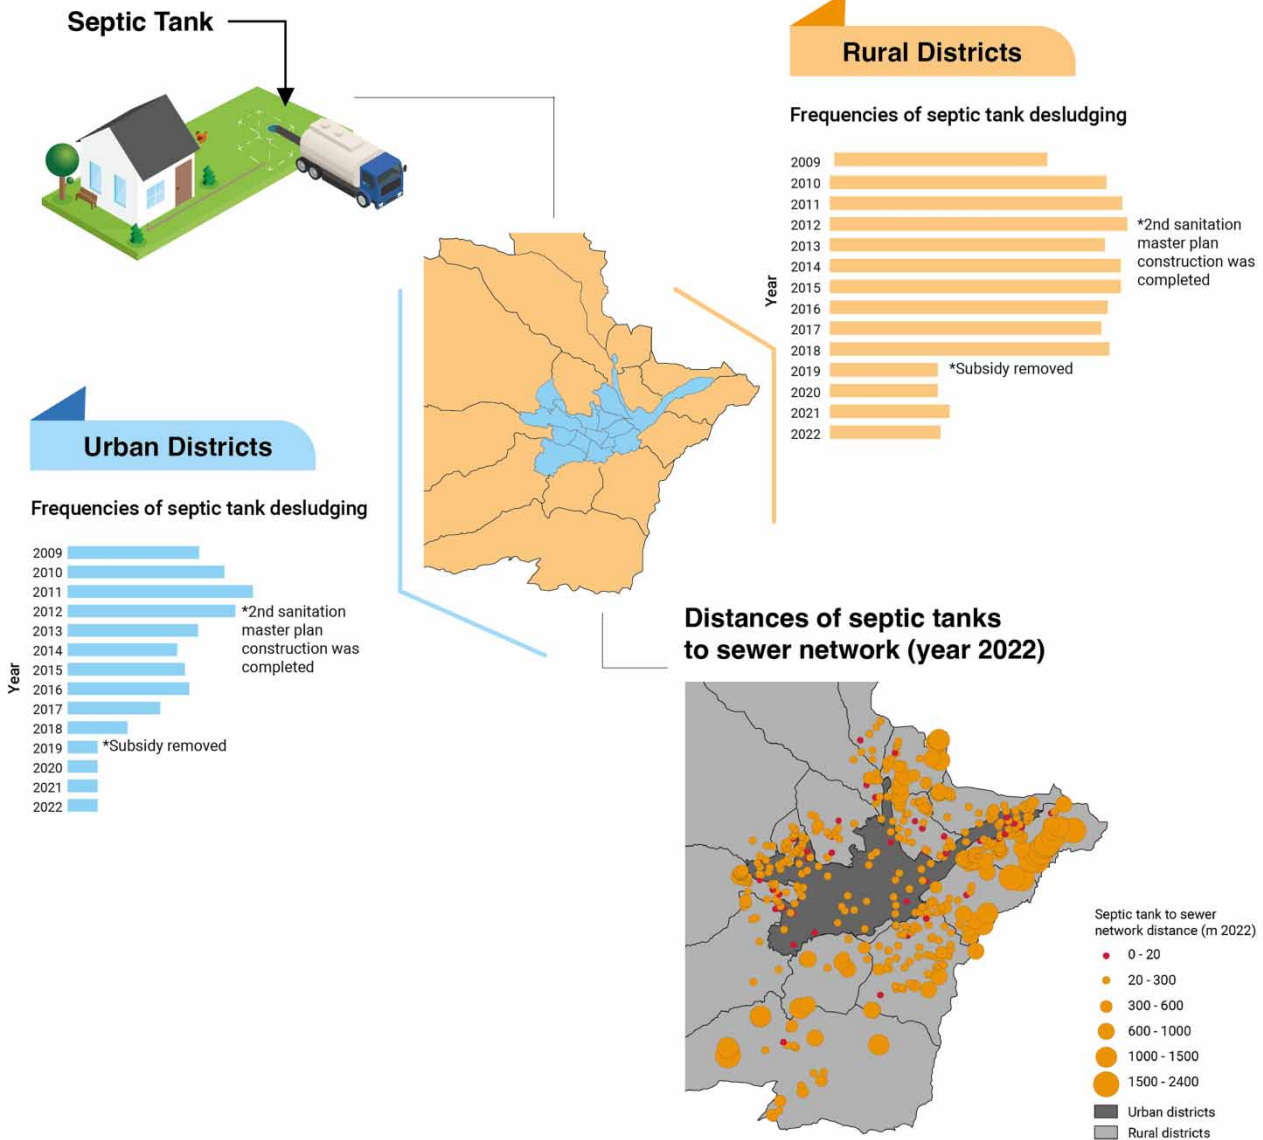 Septic Tank
Rural Districts
Frequencies of septic tank desludging
Year
2009
2010
2011
2012
*2nd sanitation
master plan
construction was
completed
2013
2014
2015
2016
2017
2018
2019
*Subsidy removed
2020
2021
2022
Urban Districts
Frequencies of septic tank desludging
Year
2009
2010
2011
2012
*2nd sanitation
master plan
construction was
completed
2013
2014
2015
2016
2017
2018
2019
*Subsidy removed
2020
2021
2022
Distances of septic tanks
to sewer network (year 2022)
Septic tank to sewer
network distance (m 2022)
0 - 20
20 - 300
300 - 600
600 - 1000
1000 - 1500
1500 - 2400
Urban districts
Rural districts